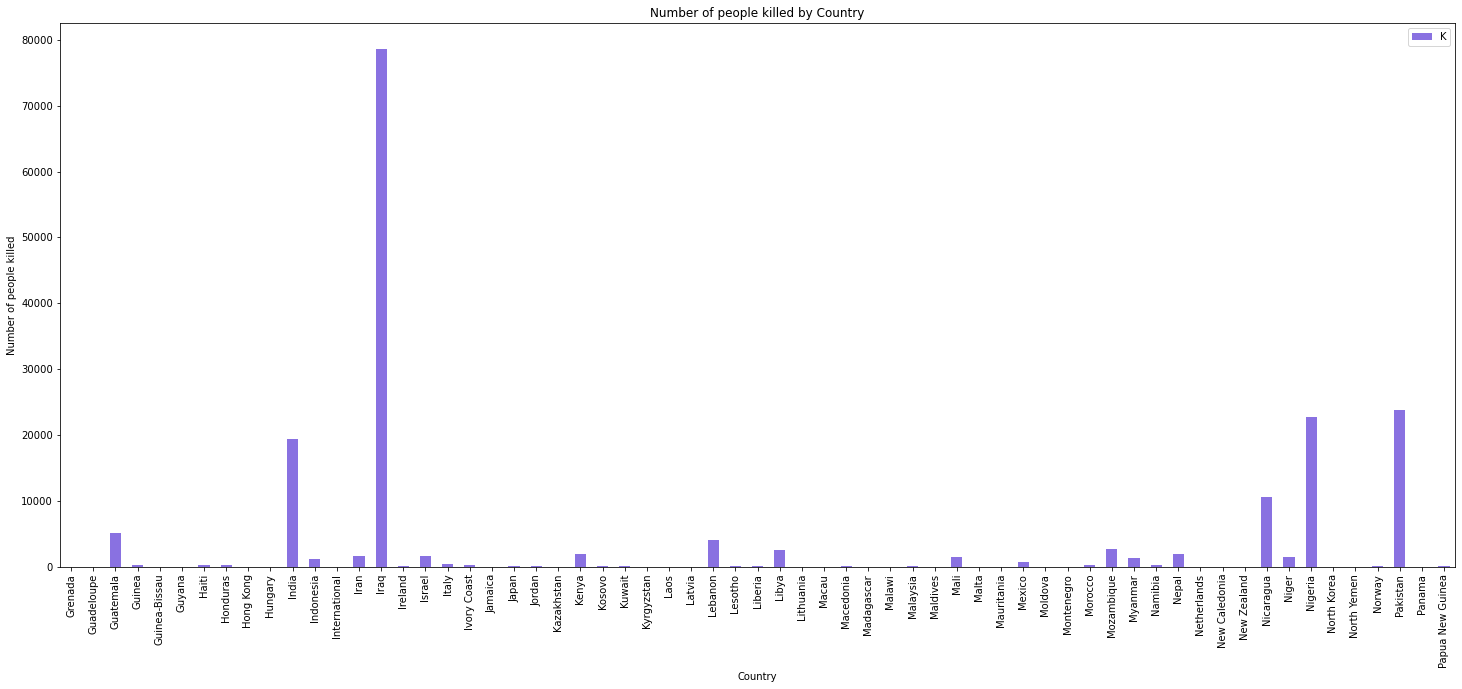 Number of people killed by Country
K
Number of people killed
80000
70000
60000
50000
40000
30000
20000
10000
0
Grenada
Guadeloupe
Guatemala
Guinea
Guinea-Bissau
Guyana
Haiti
Honduras
Hong Kong
Hungary
India
Indonesia
International
Iran
Iraq
Ireland
Israel
Italy
Ivory Coast
Jamaica
Japan
Jordan
Kazakhstan
Kenya
Kosovo
Kuwait
Kyrgyzstan
Laos
Latvia
Lebanon
Lesotho
Liberia
Libya
Lithuania
Macau
Macedonia
Madagascar
Malawi
Malaysia
Maldives
Mali
Malta
Mauritania
Mexico
Moldova
Montenegro
Morocco
Mozambique
Myanmar
Namibia
Nepal
Netherlands
New Caledonia
New Zealand
Nicaragua
Niger
Nigeria
North Korea
North Yemen
Norway
Pakistan
Panama
Papua New Guinea
Country